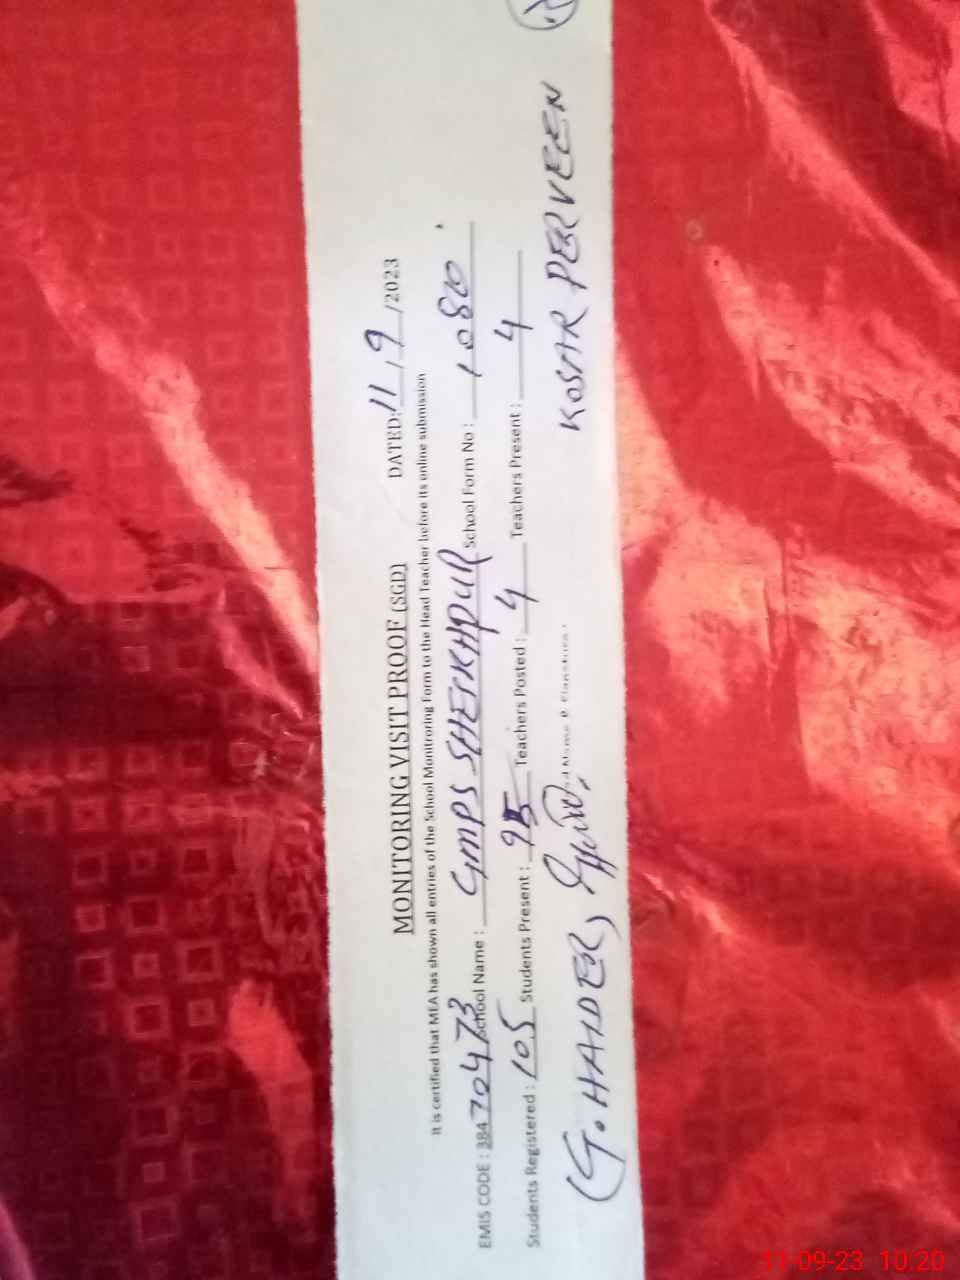 MONITORING VISIT PROOF (SGD) DATED: 11/9/2023
It is certified that MEA has shown all entries of the School Monitroring Form to the Head Teacher before its online submission
EMIS CODE : 384 70473 School Name : GMPS SHEIKHPUR School Form No : 1080
Students Registered : 105 Students Present : 95 Teachers Posted : 4 Teachers Present : 4
(G. HAIDER) KOSAR PERVEEN
11-09-23 10:20